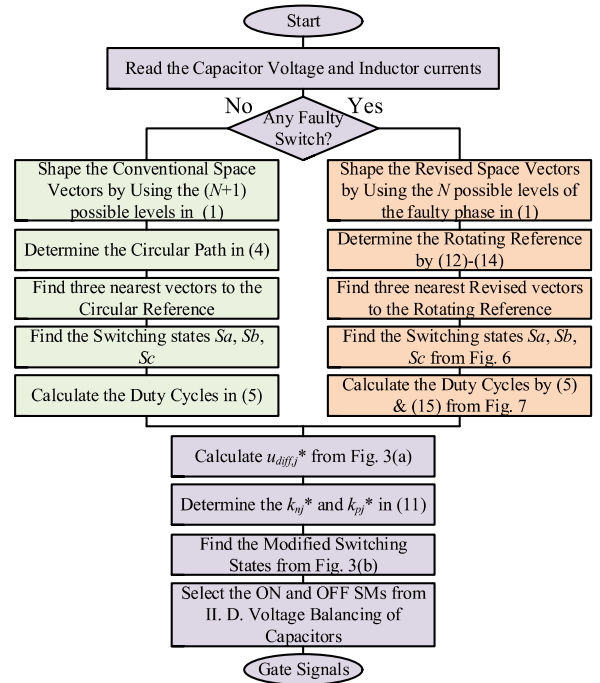 Start
Read the Capacitor Voltage and Inductor currents
No
Yes
Any Faulty
Switch?
Shape the Conventional Space
Vectors by Using the (N+1)
possible levels in (1)
Determine the Circular Path in (4)
Find three nearest vectors to the
Circular Reference
Find the Switching states Sa, Sb,
Sc
Calculate the Duty Cycles in (5)
Shape the Revised Space Vectors
by Using the N possible levels of
the faulty phase in (1)
Determine the Rotating Reference
by (12)-(14)
Find three nearest Revised vectors
to the Rotating Reference
Find the Switching states Sa, Sb,
Sc from Fig. 6
Calculate the Duty Cycles by (5)
& (15) from Fig. 7
Calculate udiff,j* from Fig. 3(a)
Determine the knj* and kpj* in (11)
Find the Modified Switching
States from Fig. 3(b)
Select the ON and OFF SMs from
II. D. Voltage Balancing of
Capacitors
Gate Signals